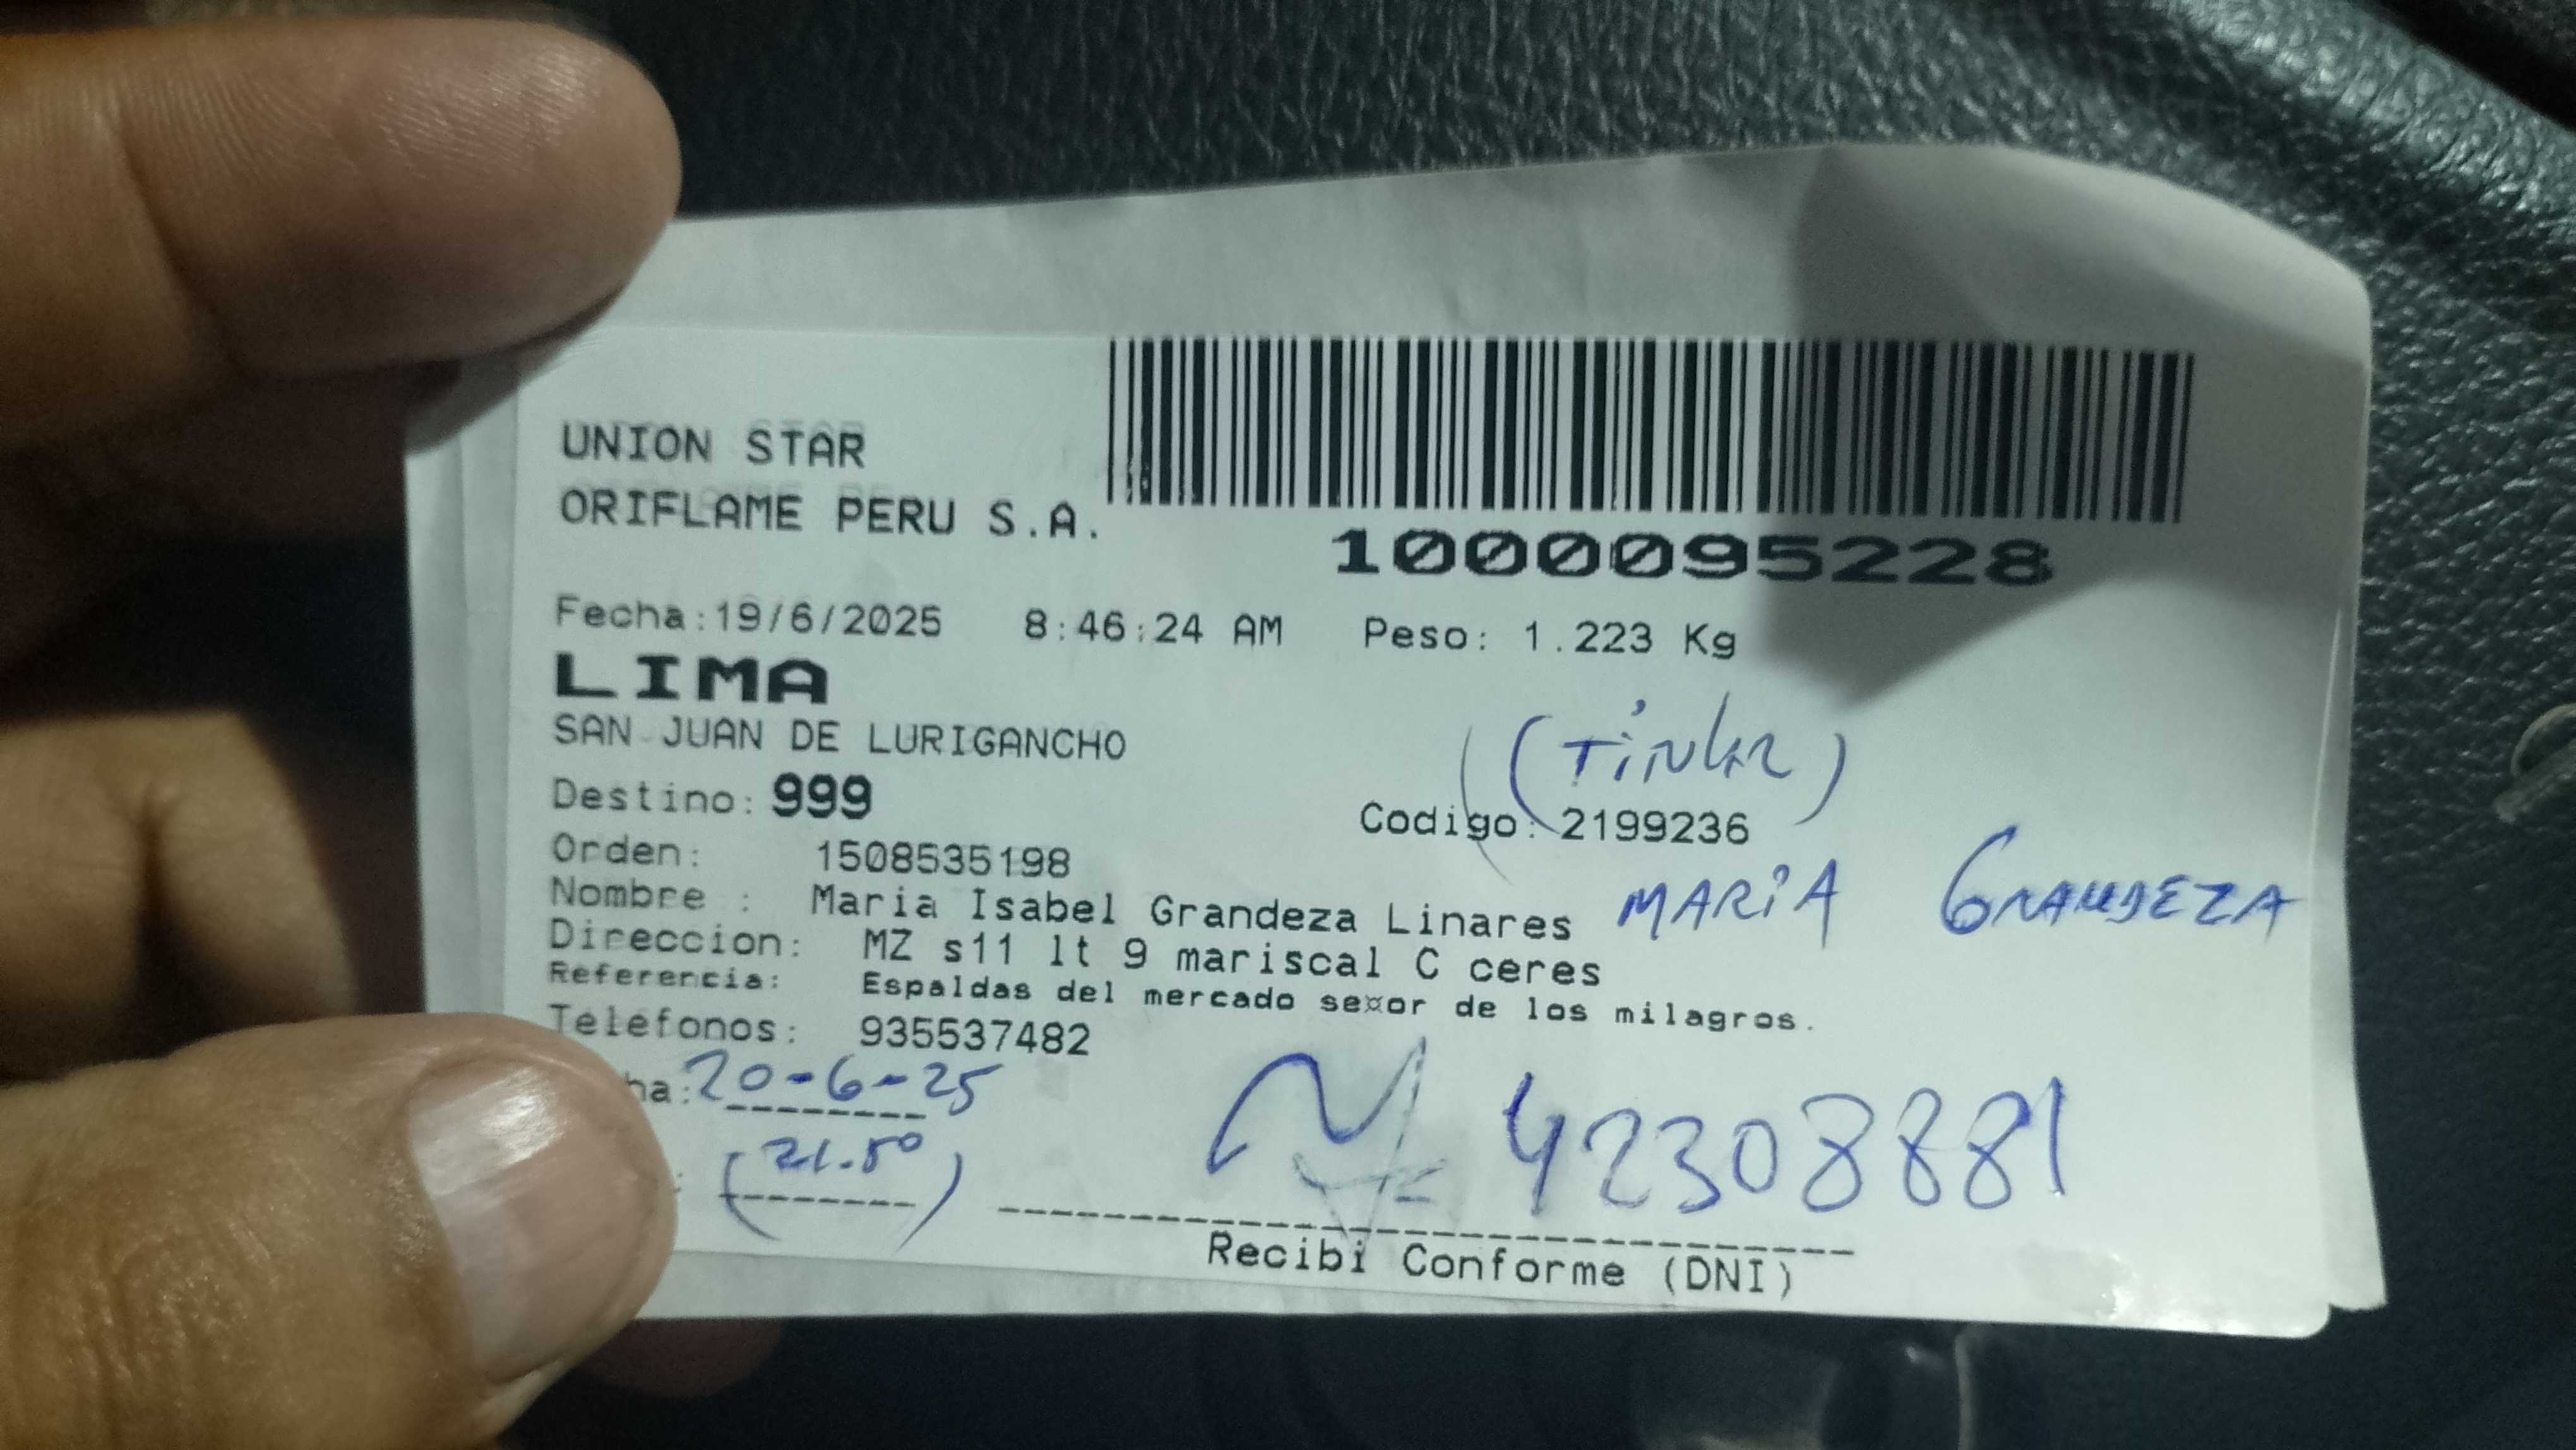 UNION STAR
ORIFLAME PERU S.A.
1000095228
Fecha:19/6/2025 8:46:24 AM Peso: 1.223 Kg
LIMA
SAN JUAN DE LURIGANCHO
Destino: 999
Codigo: 2199236
Orden: 1508535198
Nombre : Maria Isabel Grandeza Linares MARiA GRANDEZA
Direccion: MZ s11 lt 9 mariscal C ceres
Referencia: Espaldas del mercado se¤or de los milagros.
Telefonos: 935537482
ha: 20-6-25
: (21.50) 42308881
Recibi Conforme (DNI)